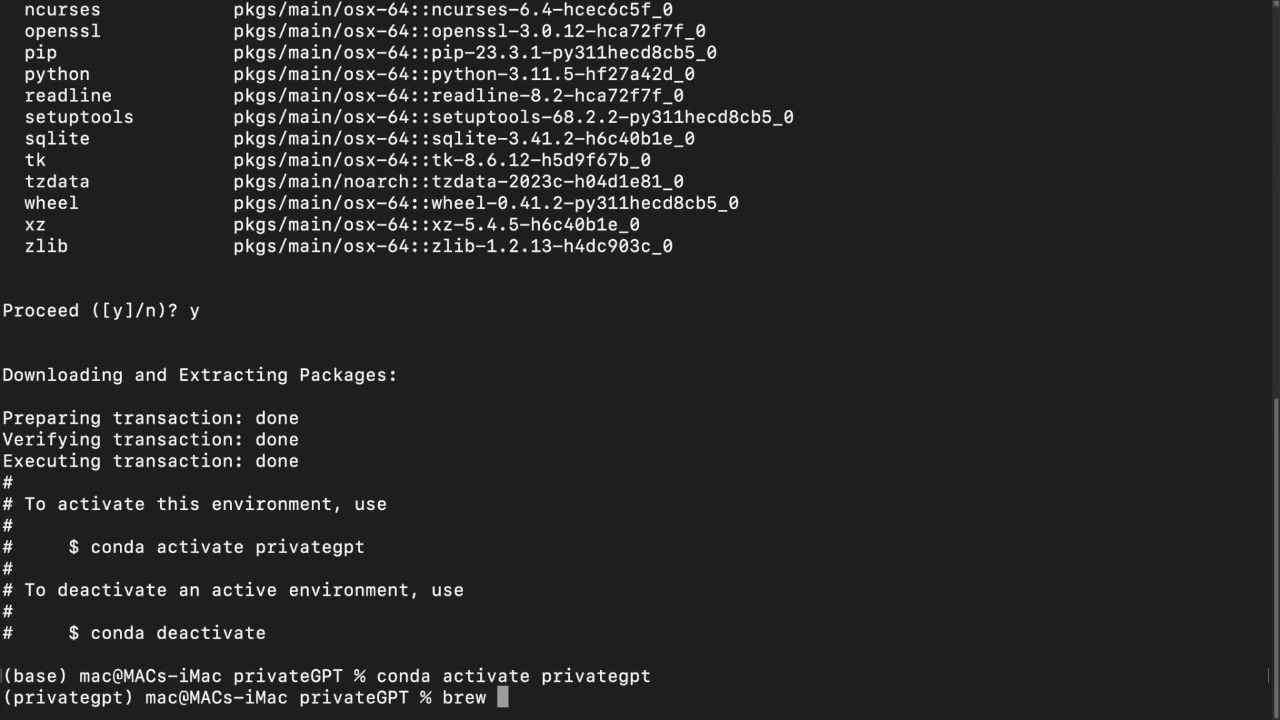 ncurses pkgs/main/osx-64::ncurses-6.4-hcec6c5f_0
openssl pkgs/main/osx-64::openssl-3.0.12-hca72f7f_0
pip pkgs/main/osx-64::pip-23.3.1-py311hecd8cb5_0
python pkgs/main/osx-64::python-3.11.5-hf27a42d_0
readline pkgs/main/osx-64::readline-8.2-hca72f7f_0
setuptools pkgs/main/osx-64::setuptools-68.2.2-py311hecd8cb5_0
sqlite pkgs/main/osx-64::sqlite-3.41.2-h6c40b1e_0
tk pkgs/main/osx-64::tk-8.6.12-h5d9f67b_0
tzdata pkgs/main/noarch::tzdata-2023c-h04d1e81_0
wheel pkgs/main/osx-64::wheel-0.41.2-py311hecd8cb5_0
xz pkgs/main/osx-64::xz-5.4.5-h6c40b1e_0
zlib pkgs/main/osx-64::zlib-1.2.13-h4dc903c_0
Proceed ([y]/n)? y
Downloading and Extracting Packages:
Preparing transaction: done
Verifying transaction: done
Executing transaction: done
#
# To activate this environment, use
#
# $ conda activate privategpt
#
# To deactivate an active environment, use
#
# $ conda deactivate
(base) mac@MACs-iMac privateGPT % conda activate privategpt
(privategpt) mac@MACs-iMac privateGPT % brew